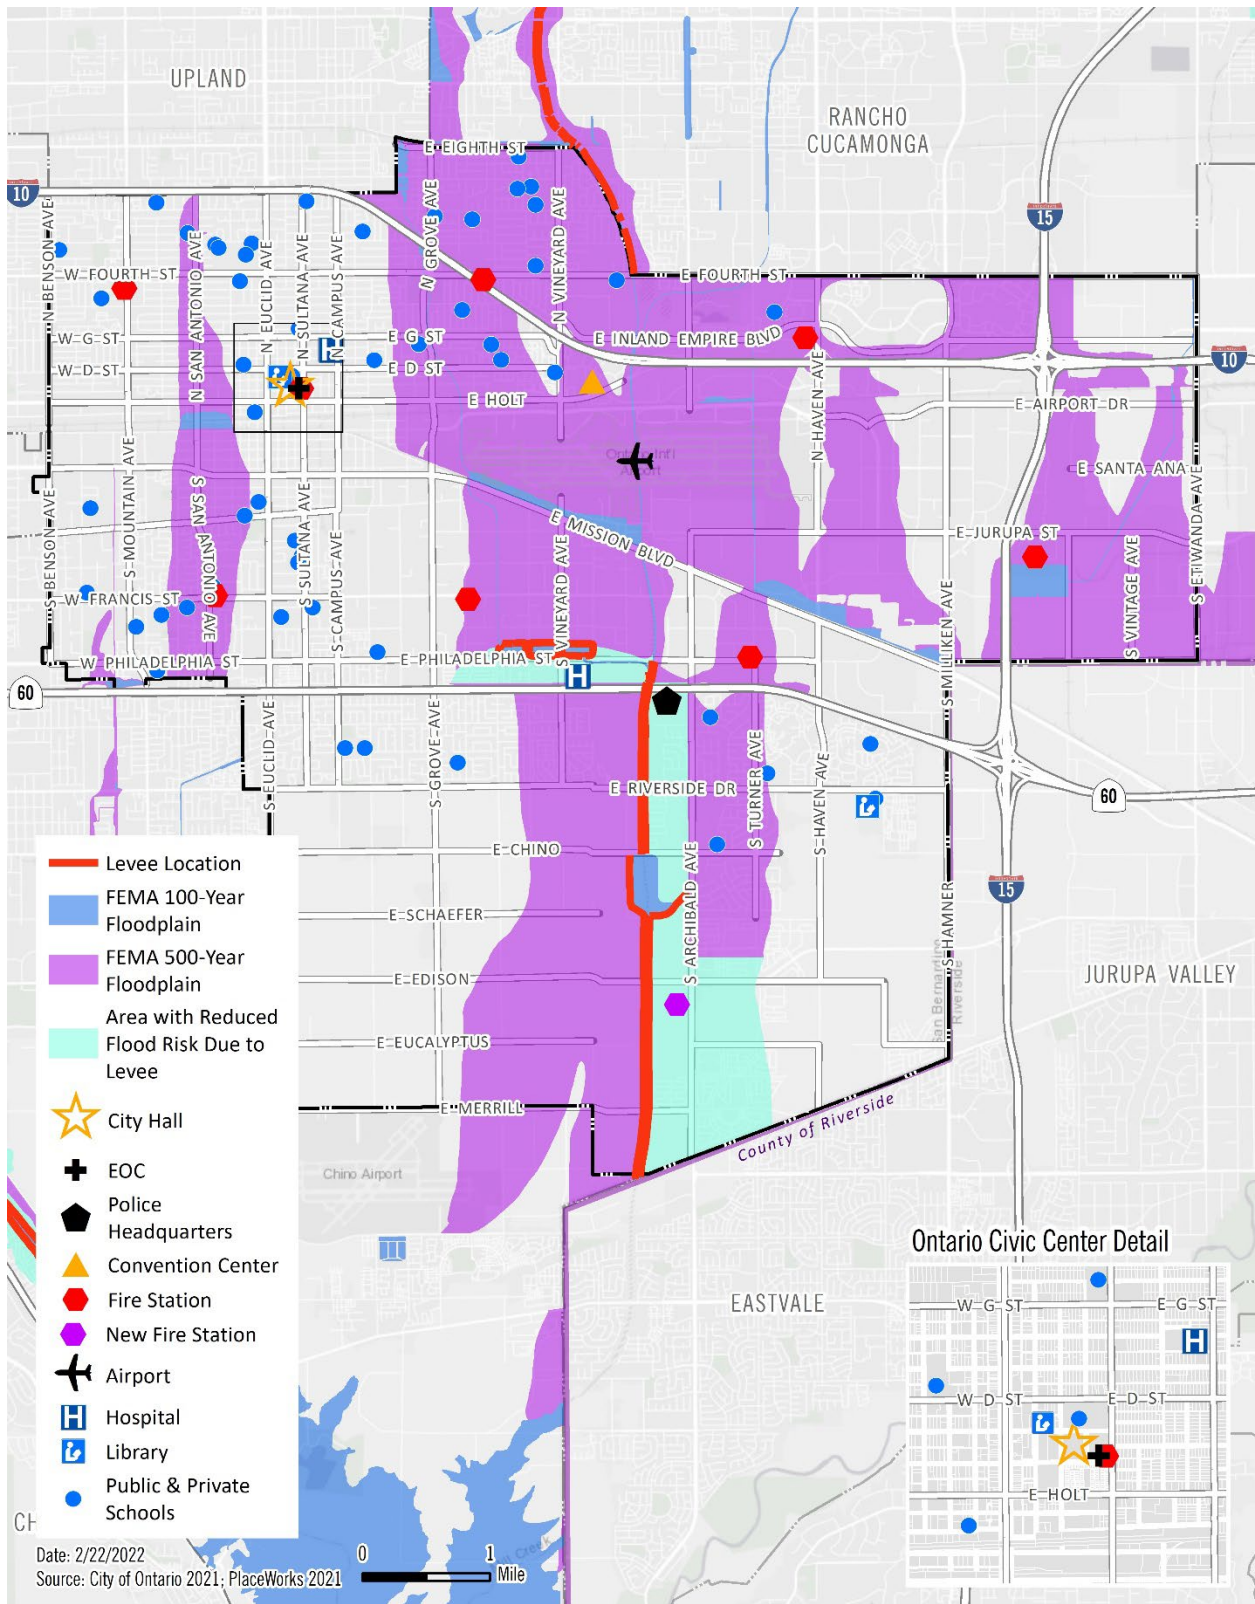 UPLAND
RANCHO
CUCAMONGA
E EIGHTH ST
10
15
N BENSON AVE
W FOURTH ST
N SAN ANTONIO AVE
N EUCLID AVE
N SULTANA AVE
N CAMPUS AVE
N GROVE AVE
N VINEYARD AVE
E FOURTH ST
W G ST
E G ST
E INLAND EMPIRE BLVD
10
W D ST
E D ST
E HOLT
N HAVEN AVE
E AIRPORT DR
Ontario Int'l
Airport
E SANTA ANA
S BENSON AVE
S MOUNTAIN AVE
S SAN ANTONIO AVE
S SULTANA AVE
S CAMPUS AVE
E MISSION BLVD
E JURUPA ST
W FRANCIS ST
S VINEYARD AVE
S MILLIKEN AVE
S VINTAGE AVE
S ETIWANDA AVE
W PHILADELPHIA ST
E PHILADELPHIA ST
H
60
S EUCLID AVE
S GROVE AVE
E RIVERSIDE DR
S TURNER AVE
S HAVEN AVE
60
E CHINO
15
E SCHAEFER
S ARCHIBALD AVE
S HAMNER
E EDISON
San Bernardino
Riverside
JURUPA VALLEY
E EUCALYPTUS
E MERRILL
County of Riverside
Chino Airport
EASTVALE
Levee Location
FEMA 100-Year
Floodplain
FEMA 500-Year
Floodplain
Area with Reduced
Flood Risk Due to
Levee
City Hall
EOC
Police
Headquarters
Convention Center
Fire Station
New Fire Station
Airport
H Hospital
Library
Public & Private
Schools
CH
Date: 2/22/2022
Source: City of Ontario 2021; PlaceWorks 2021
0 1
Mile
Creek
Ontario Civic Center Detail
W G ST
E G ST
H
W D ST
E D ST
E HOLT